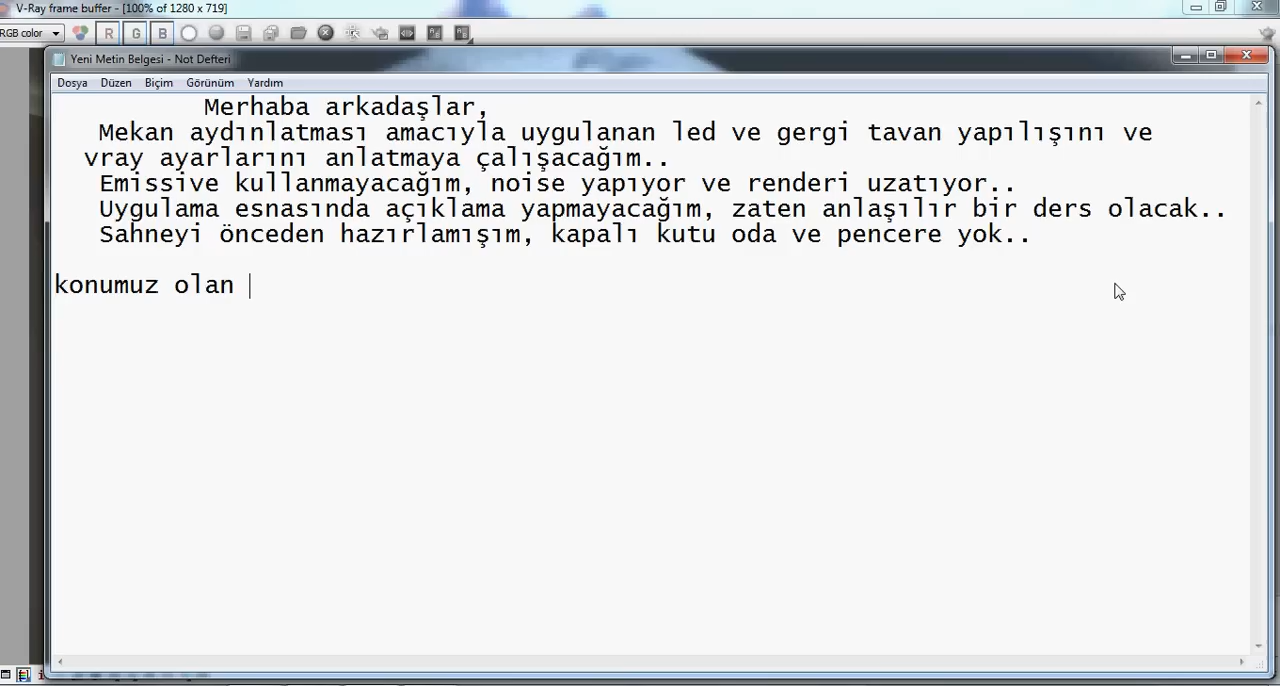 V-Ray frame buffer - [100% of 1280 x 719]
RGB color
R G B
Yeni Metin Belgesi - Not Defteri
Dosya Düzen Biçim Görünüm Yardım
Merhaba arkadaşlar,
Mekan aydınlatması amacıyla uygulanan led ve gergi tavan yapılışını ve
vray ayarlarını anlatmaya çalışacağım..
Emissive kullanmayacağım, noise yapıyor ve renderi uzatıyor..
Uygulama esnasında açıklama yapmayacağım, zaten anlaşılır bir ders olacak..
Sahneyi önceden hazırlamışım, kapalı kutu oda ve pencere yok..
konumuz olan